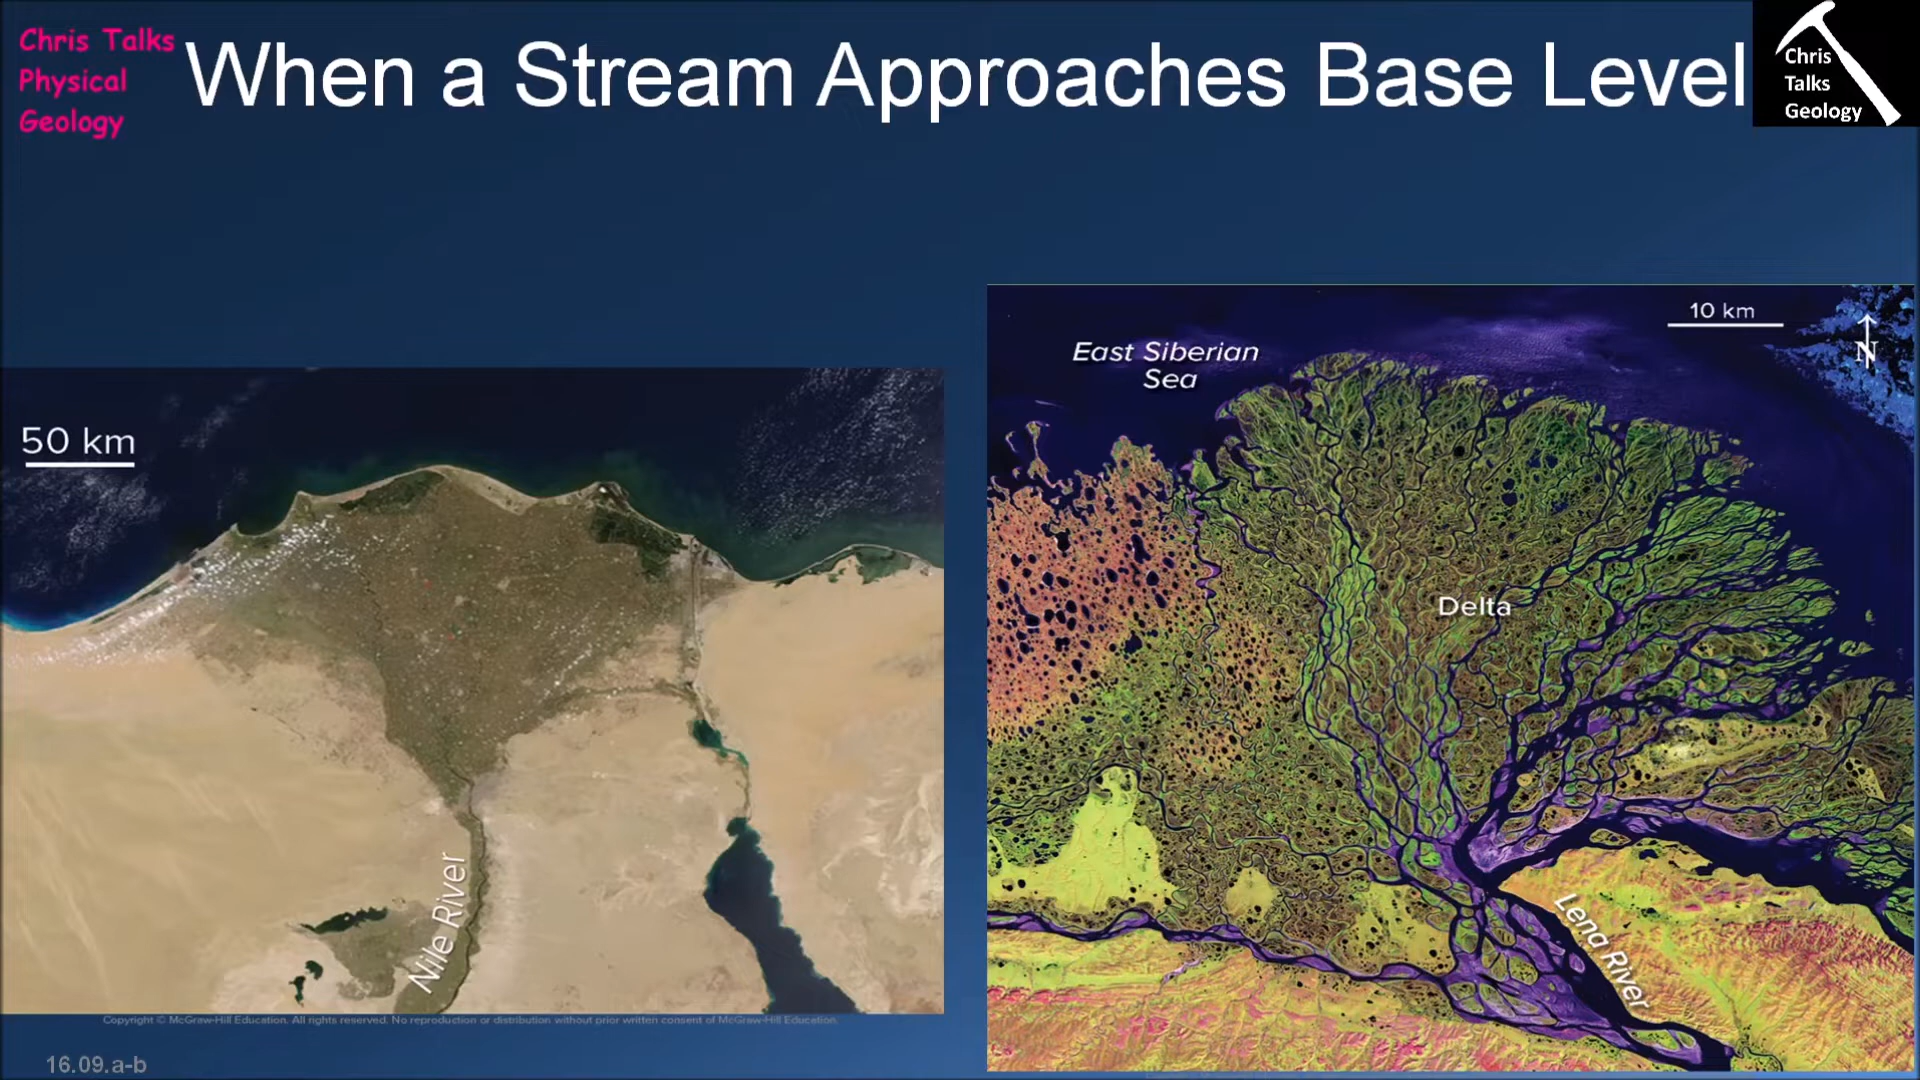 Chris Talks
Physical
Geology
When a Stream Approaches Base Level
Chris
Talks
Geology
50 km
Nile River
Copyright © McGraw-Hill Education. All rights reserved. No reproduction or distribution without prior written consent of McGraw-Hill Education.
East Siberian
Sea
10 km
N
Delta
Lena River
16.09.a-b